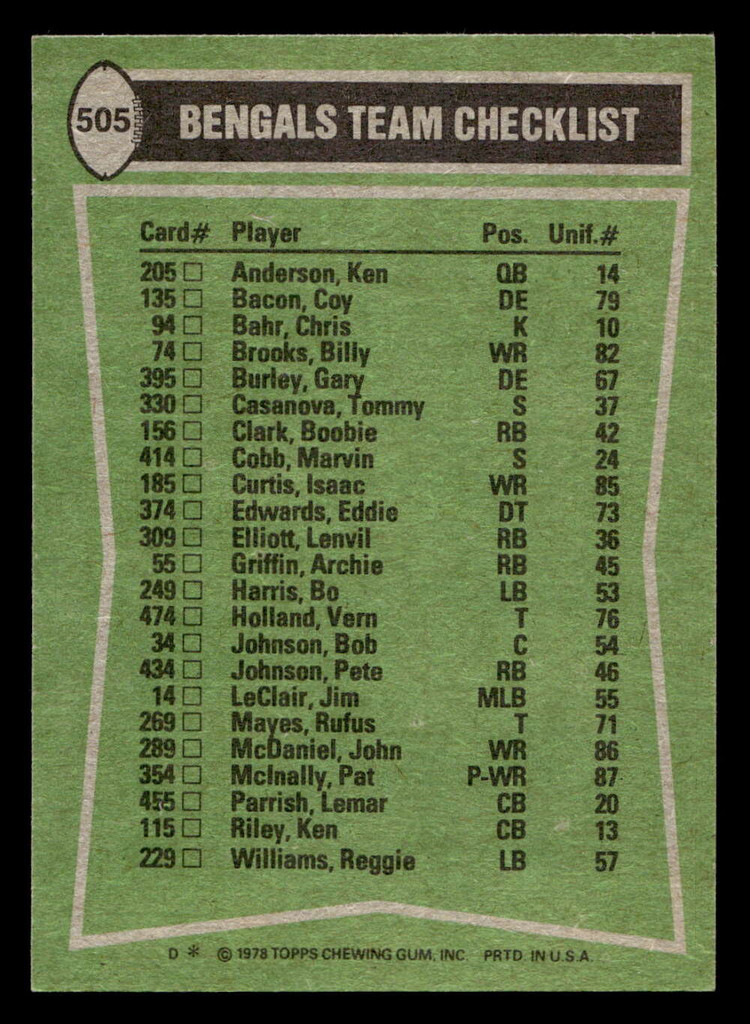 505 BENGALS TEAM CHECKLIST
Card# Player Pos. Unif.#
205 □ Anderson, Ken QB 14
135 □ Bacon, Coy DE 79
94 □ Bahr, Chris K 10
74 □ Brooks, Billy WR 82
395 □ Burley, Gary DE 67
330 □ Casanova, Tommy S 37
156 □ Clark, Boobie RB 42
414 □ Cobb, Marvin S 24
185 □ Curtis, Isaac WR 85
374 □ Edwards, Eddie DT 73
309 □ Elliott, Lenvil RB 36
55 □ Griffin, Archie RB 45
249 □ Harris, Bo LB 53
474 □ Holland, Vern T 76
34 □ Johnson, Bob C 54
434 □ Johnson, Pete RB 46
14 □ LeClair, Jim MLB 55
269 □ Mayes, Rufus T 71
289 □ McDaniel, John WR 86
354 □ McInally, Pat P-WR 87
455 □ Parrish, Lemar CB 20
115 □ Riley, Ken CB 13
229 □ Williams, Reggie LB 57
D * © 1978 TOPPS CHEWING GUM, INC. PRTD. IN U.S.A.